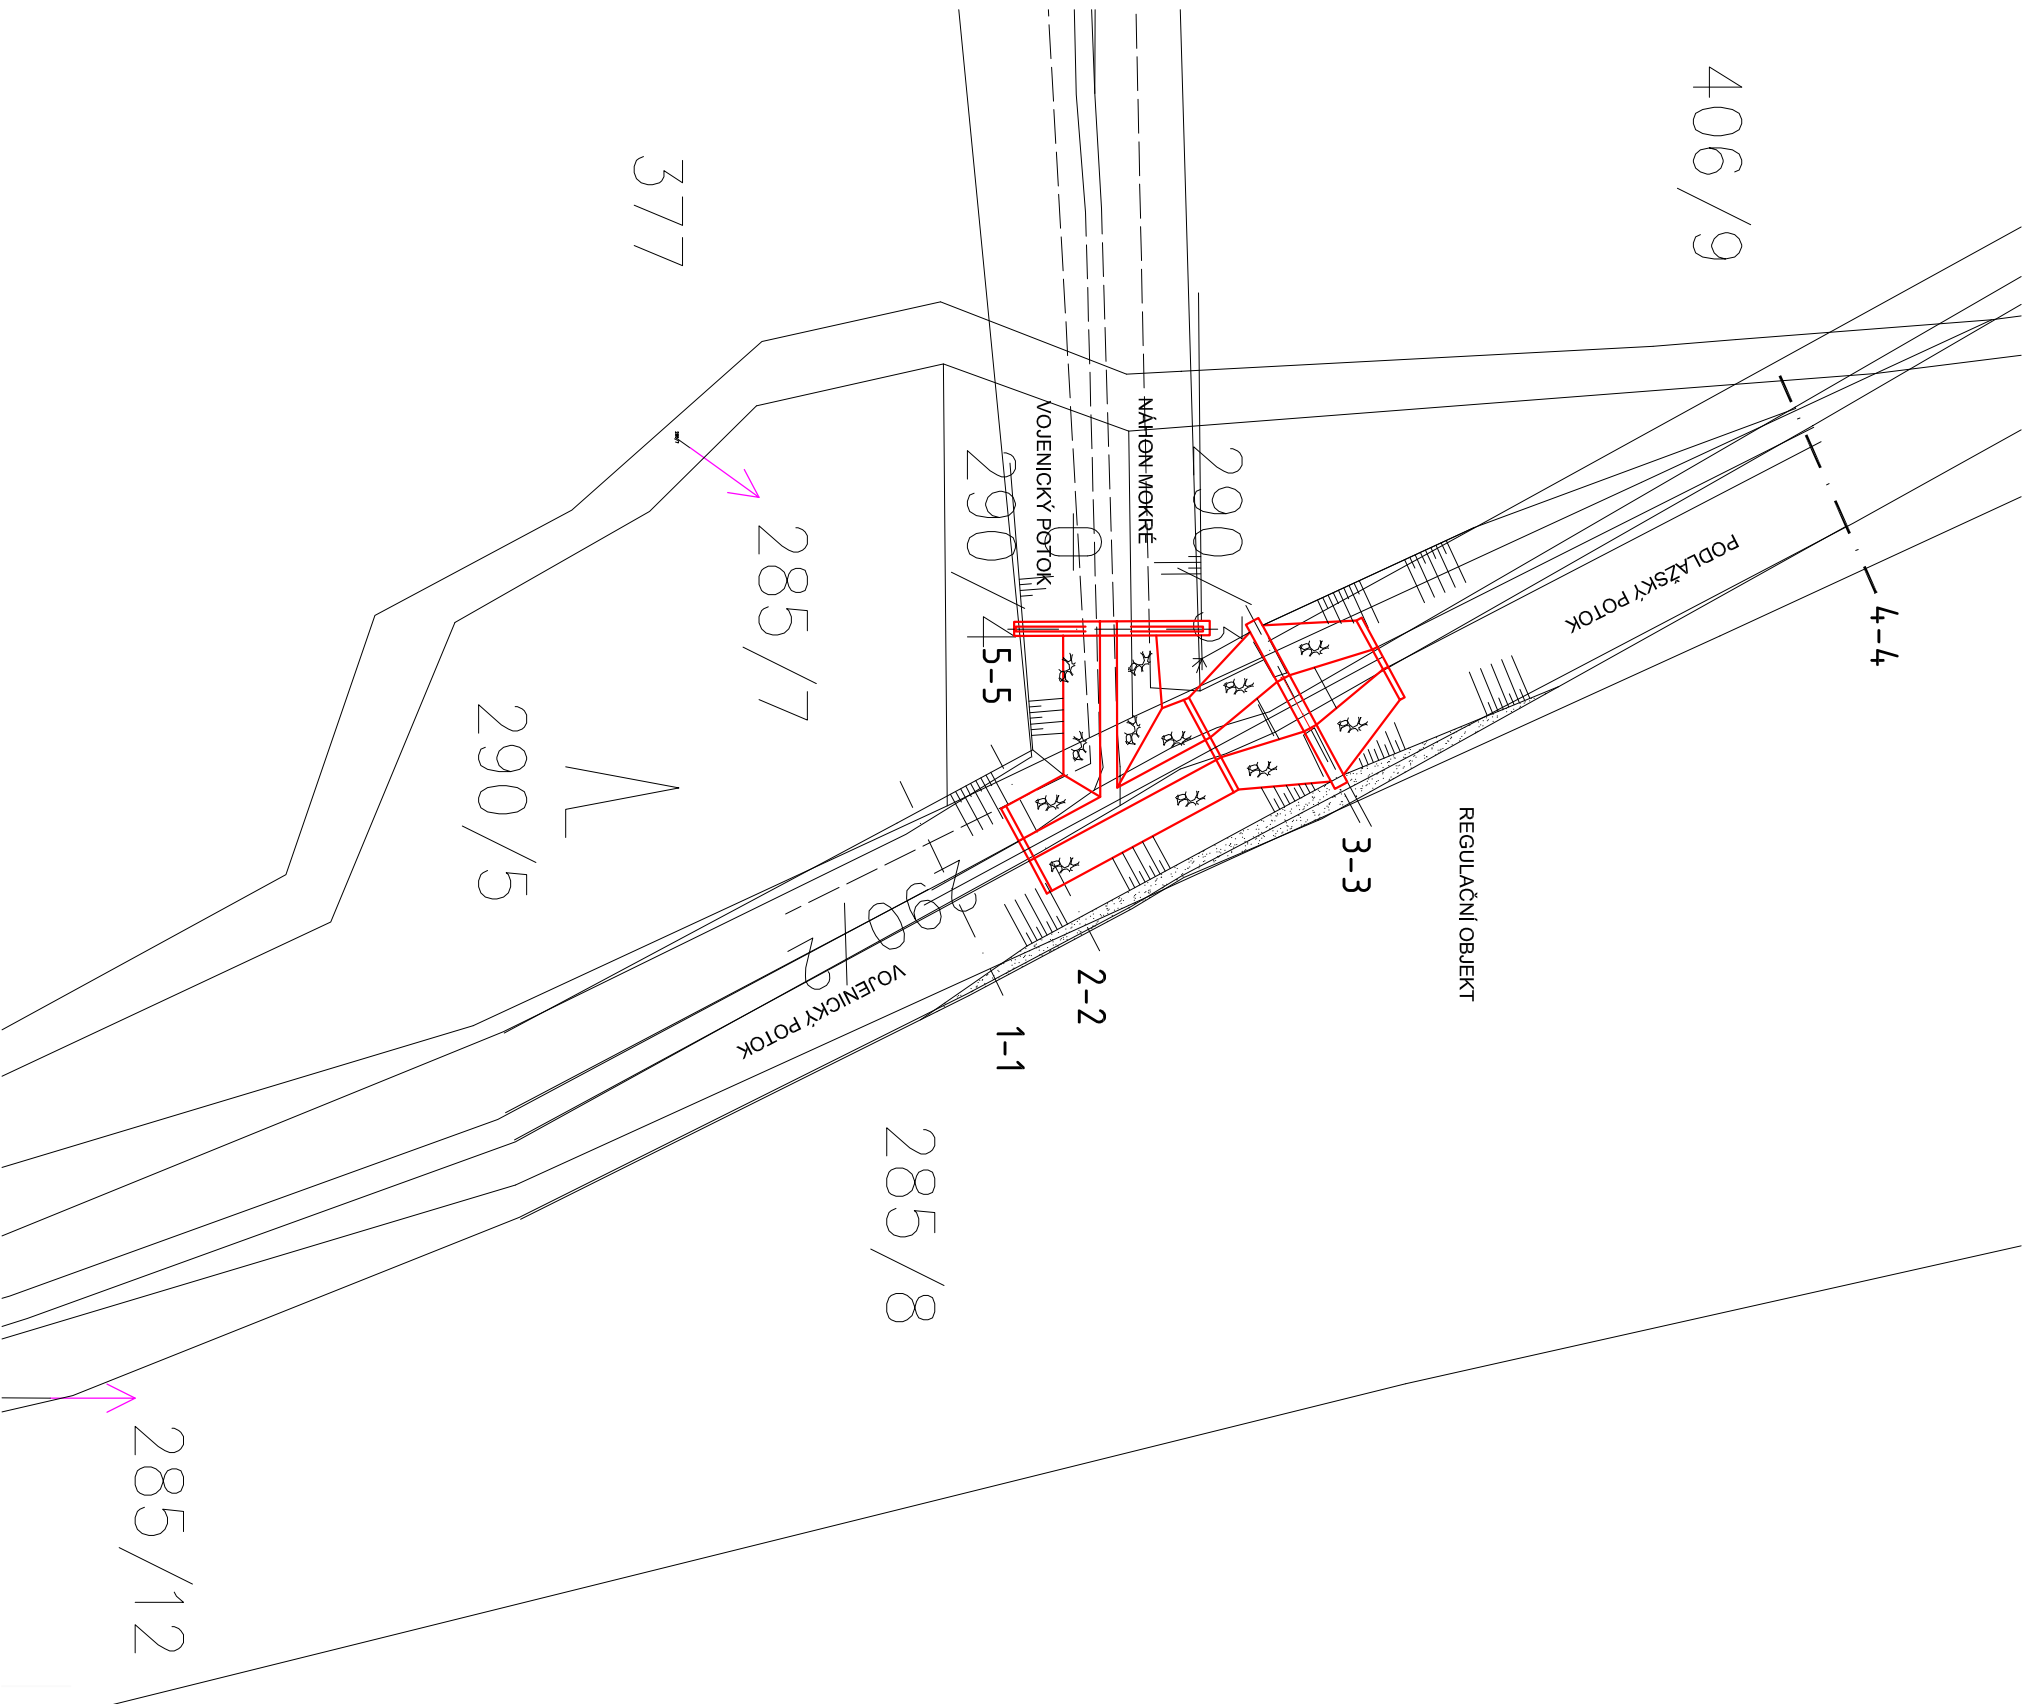 406/9
377
NÁHON MOKRÉ
VOJENICKÝ POTOK
290/
290/4
285/7
290/5
PODLAŽSKÝ POTOK
4-4
5-5
3-3
2-2
1-1
REGULAČNÍ OBJEKT
VOJENICKÝ POTOK
285/8
285/12